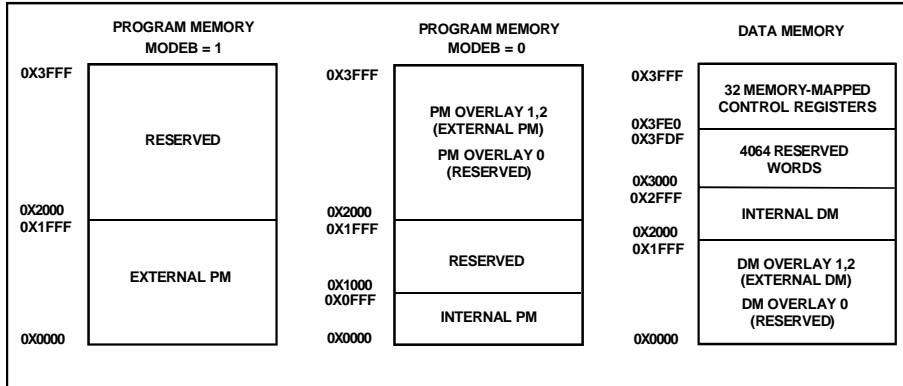 PROGRAM MEMORY
MODEB = 1
0X3FFF
RESERVED
0X2000
0X1FFF
EXTERNAL PM
0X0000
PROGRAM MEMORY
MODEB = 0
0X3FFF
PM OVERLAY 1,2
(EXTERNAL PM)
PM OVERLAY 0
(RESERVED)
0X2000
0X1FFF
RESERVED
0X1000
0X0FFF
INTERNAL PM
0X0000
DATA MEMORY
0X3FFF
32 MEMORY-MAPPED
CONTROL REGISTERS
0X3FE0
0X3FDF
4064 RESERVED
WORDS
0X3000
0X2FFF
INTERNAL DM
0X2000
0X1FFF
DM OVERLAY 1,2
(EXTERNAL DM)
DM OVERLAY 0
(RESERVED)
0X0000